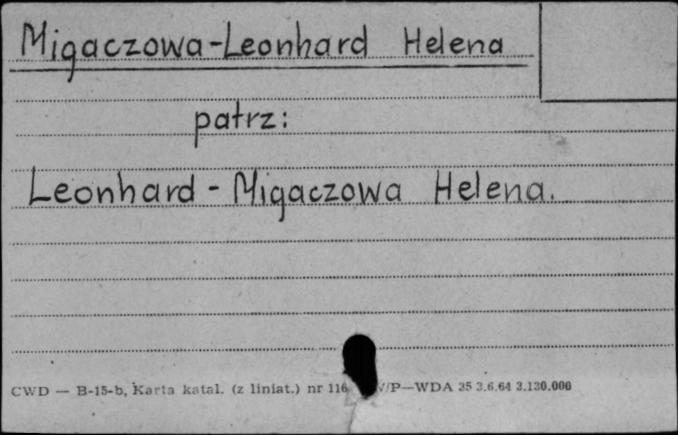 Migaczowa-Leonhard Helena
patrz:
Leonhard - Migaczowa Helena.
CWD — B-15-b, Karta katal. (z liniat.) nr 116 /P—WDA 35 3.6.64 3.130.000